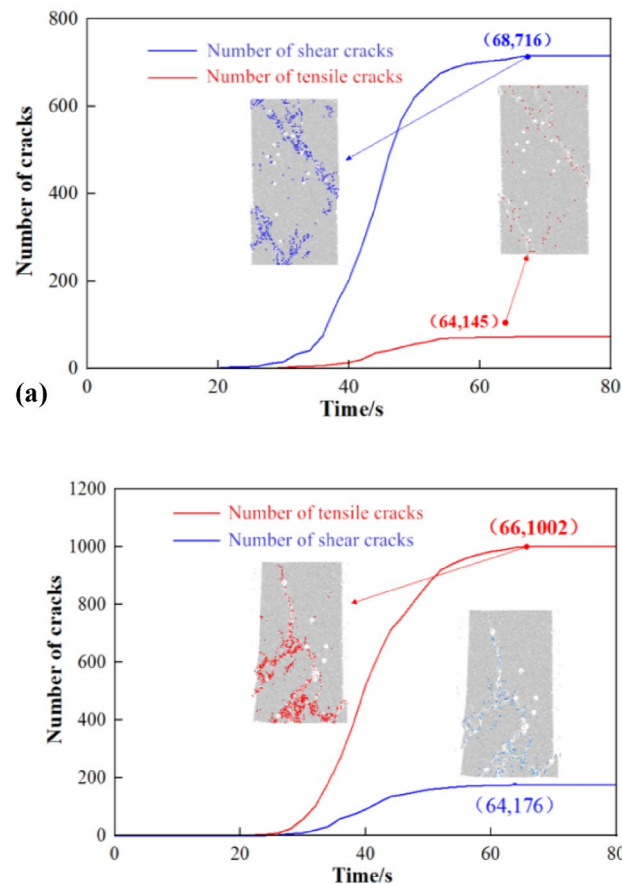 (68,716)
Number of shear cracks
Number of tensile cracks
800
600
400
200
0
Number of cracks
(64,145)
0 20 40 60 80
Time/s
(a)
1200
1000
800
600
400
200
0
Number of cracks
Number of tensile cracks
Number of shear cracks
(66,1002)
(64,176)
0 20 40 60 80
Time/s